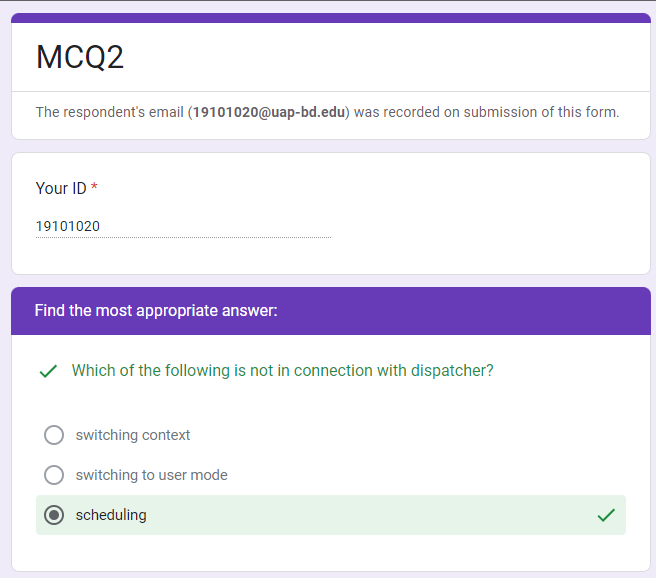 MCQ2
The respondent's email (19101020@uap-bd.edu) was recorded on submission of this form.
Your ID *
19101020
Find the most appropriate answer:
Which of the following is not in connection with dispatcher?
switching context
switching to user mode
scheduling